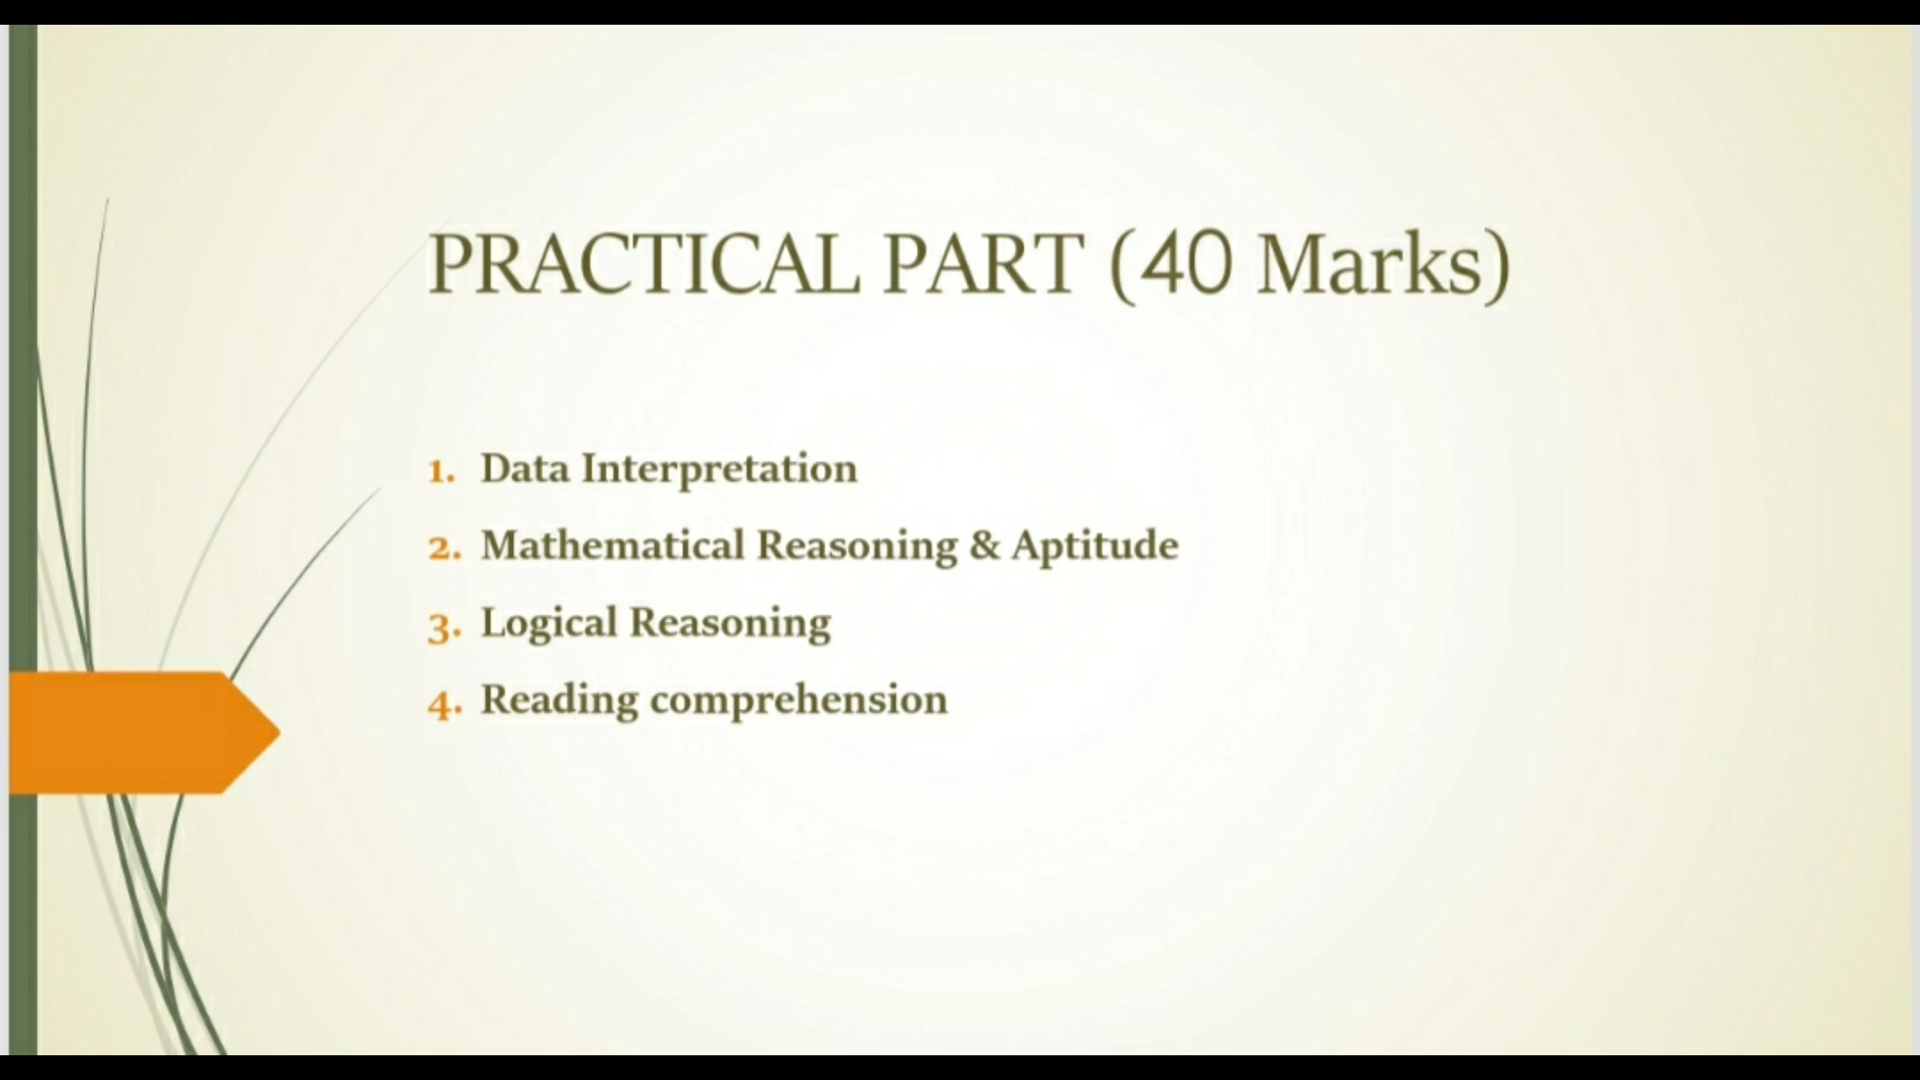 PRACTICAL PART (40 Marks)
1. Data Interpretation
2. Mathematical Reasoning & Aptitude
3. Logical Reasoning
4. Reading comprehension